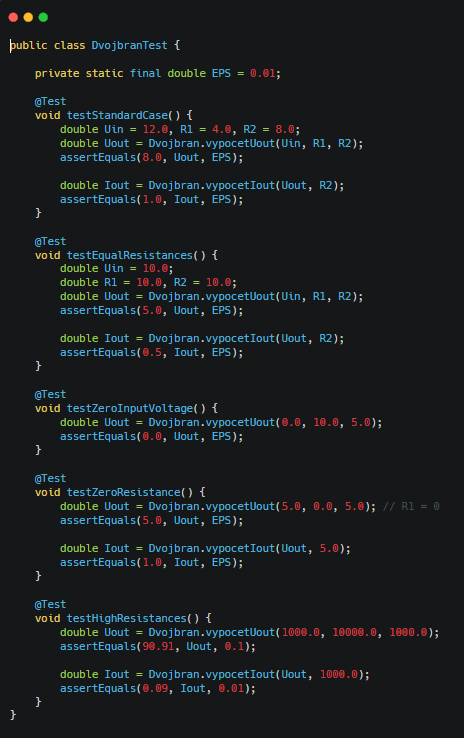 public class DvojbranTest {

    private static final double EPS = 0.01;

    @Test
    void testStandardCase() {
        double Uin = 12.0, R1 = 4.0, R2 = 8.0;
        double Uout = Dvojbran.vypocetUout(Uin, R1, R2);
        assertEquals(8.0, Uout, EPS);

        double Iout = Dvojbran.vypocetIout(Uout, R2);
        assertEquals(1.0, Iout, EPS);
    }

    @Test
    void testEqualResistances() {
        double Uin = 10.0;
        double R1 = 10.0, R2 = 10.0;
        double Uout = Dvojbran.vypocetUout(Uin, R1, R2);
        assertEquals(5.0, Uout, EPS);

        double Iout = Dvojbran.vypocetIout(Uout, R2);
        assertEquals(0.5, Iout, EPS);
    }

    @Test
    void testZeroInputVoltage() {
        double Uout = Dvojbran.vypocetUout(0.0, 10.0, 5.0);
        assertEquals(0.0, Uout, EPS);
    }

    @Test
    void testZeroResistance() {
        double Uout = Dvojbran.vypocetUout(5.0, 0.0, 5.0); // R1 = 0
        assertEquals(5.0, Uout, EPS);

        double Iout = Dvojbran.vypocetIout(Uout, 5.0);
        assertEquals(1.0, Iout, EPS);
    }

    @Test
    void testHighResistances() {
        double Uout = Dvojbran.vypocetUout(1000.0, 10000.0, 1000.0);
        assertEquals(90.91, Uout, 0.1);

        double Iout = Dvojbran.vypocetIout(Uout, 1000.0);
        assertEquals(0.09, Iout, 0.01);
    }
}